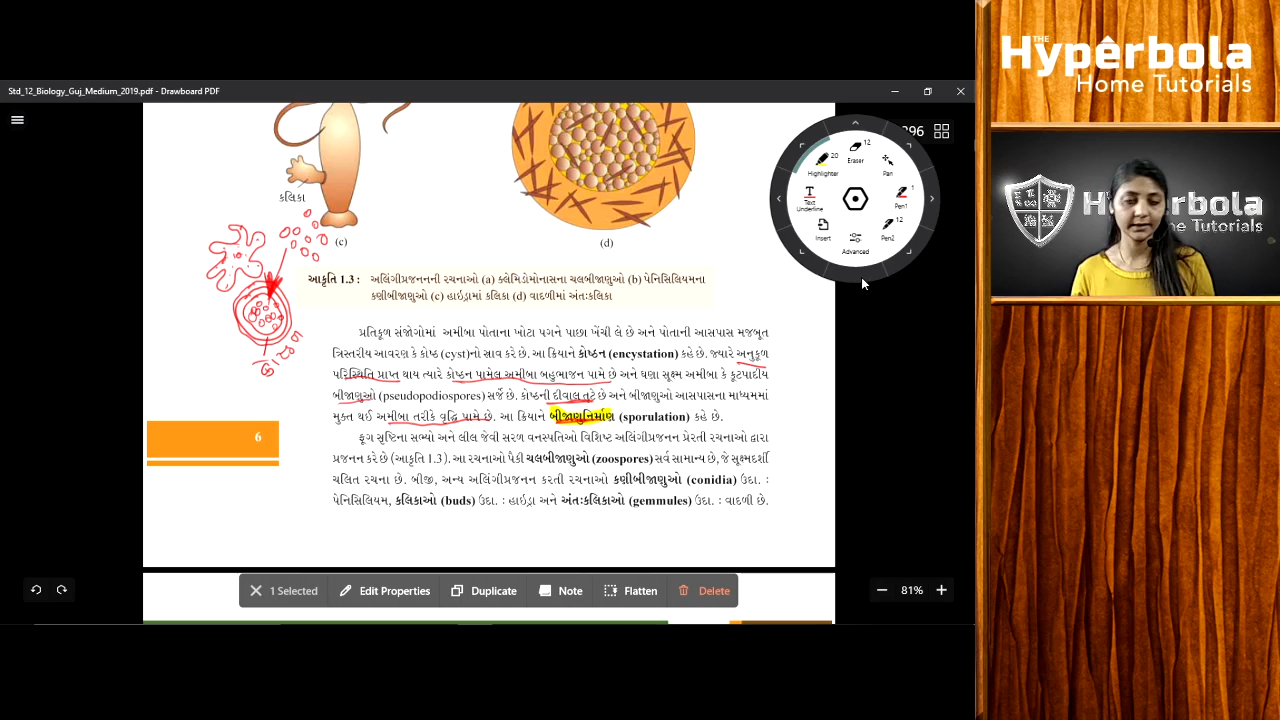 THE
Hyperbola
Home Tutorials
Std_12_Biology_Guj_Medium_2019.pdf - Drawboard PDF
396
20
Highlighter
12
Eraser
Pan
Text
Underline
1
Pen1
Insert
12
Pen2
Advanced
કલિકા
(c)
(d)
આકૃતિ 1.3 : અલિંગીપ્રજનનની રચનાઓ (a) ક્લેમિડોમોનાસના ચલબીજાણુઓ (b) પેનિસિલિયમના
કણીબીજાણુઓ (c) હાઇડ્રામાં કલિકા (d) વાદળીમાં અંતઃકલિકા
પ્રતિકૂળ સંજોગોમાં અમીબા પોતાના ખોટા પગને પાછા ખેંચી લે છે અને પોતાની આસપાસ મજબૂત
ત્રિસ્તરીય આવરણ કે કોષ્ઠ (cyst)નો સ્રાવ કરે છે. આ ક્રિયાને કોષ્ઠન (encystation) કહે છે. જ્યારે અનુકૂળ
પરિસ્થિતિ પ્રાપ્ત થાય ત્યારે કોષ્ઠન પામેલ અમીબા બહુભાજન પામે છે અને ઘણા સૂક્ષ્મ અમીબા કે કૂટપાદીય
બીજાણુઓ (pseudopodiospores) સર્જે છે. કોષ્ઠની દીવાલ તૂટે છે અને બીજાણુઓ આસપાસના માધ્યમમાં
મુક્ત થઈ અમીબા તરીકે વૃદ્ધિ પામે છે. આ ક્રિયાને બીજાણુનિર્માણ (sporulation) કહે છે.
ફૂગ સૃષ્ટિના સભ્યો અને લીલ જેવી સરળ વનસ્પતિઓ વિશિષ્ટ અલિંગીપ્રજનન પ્રેરતી રચનાઓ દ્વારા
પ્રજનન કરે છે (આકૃતિ 1.3). આ રચનાઓ પૈકી ચલબીજાણુઓ (zoospores) સર્વ સામાન્ય છે, જે સૂક્ષ્મદર્શી
ચલિત રચના છે. બીજી, અન્ય અલિંગીપ્રજનન કરતી રચનાઓ કણીબીજાણુઓ (conidia) ઉદા. :
પેનિસિલિયમ, કલિકાઓ (buds) ઉદા. : હાઇડ્રા અને અંતઃકલિકાઓ (gemmules) ઉદા. : વાદળી છે.
6
1 Selected
Edit Properties
Duplicate
Note
Flatten
Delete
81%